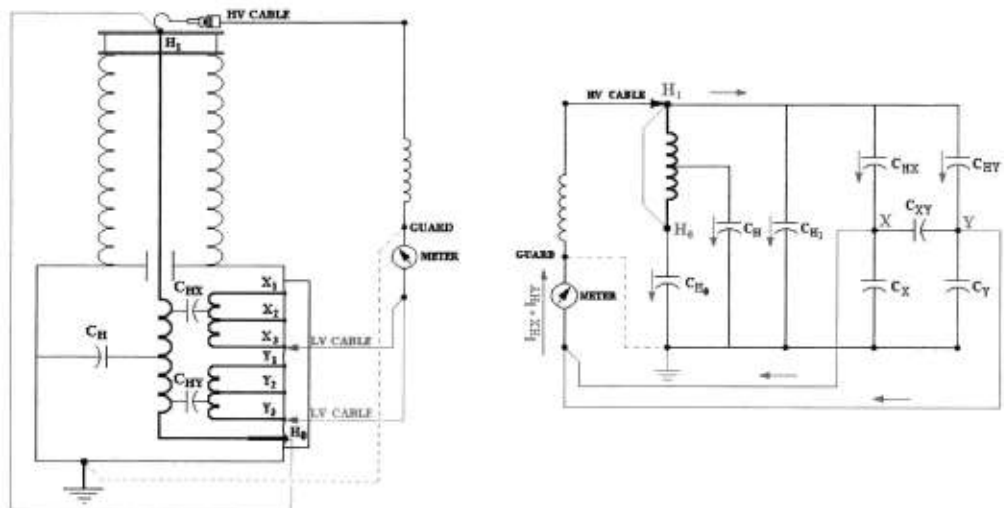 HV CABLE
H1
GUARD
METER
CHX
X1
X2
X3
LV CABLE
CH
Y1
CHY
Y2
Y3
LV CABLE
H0
HV CABLE
H1
CHX
CHY
CXY
X
Y
H0
CH
CH1
GUARD
METER
IHX + IHY
CH0
CX
CY